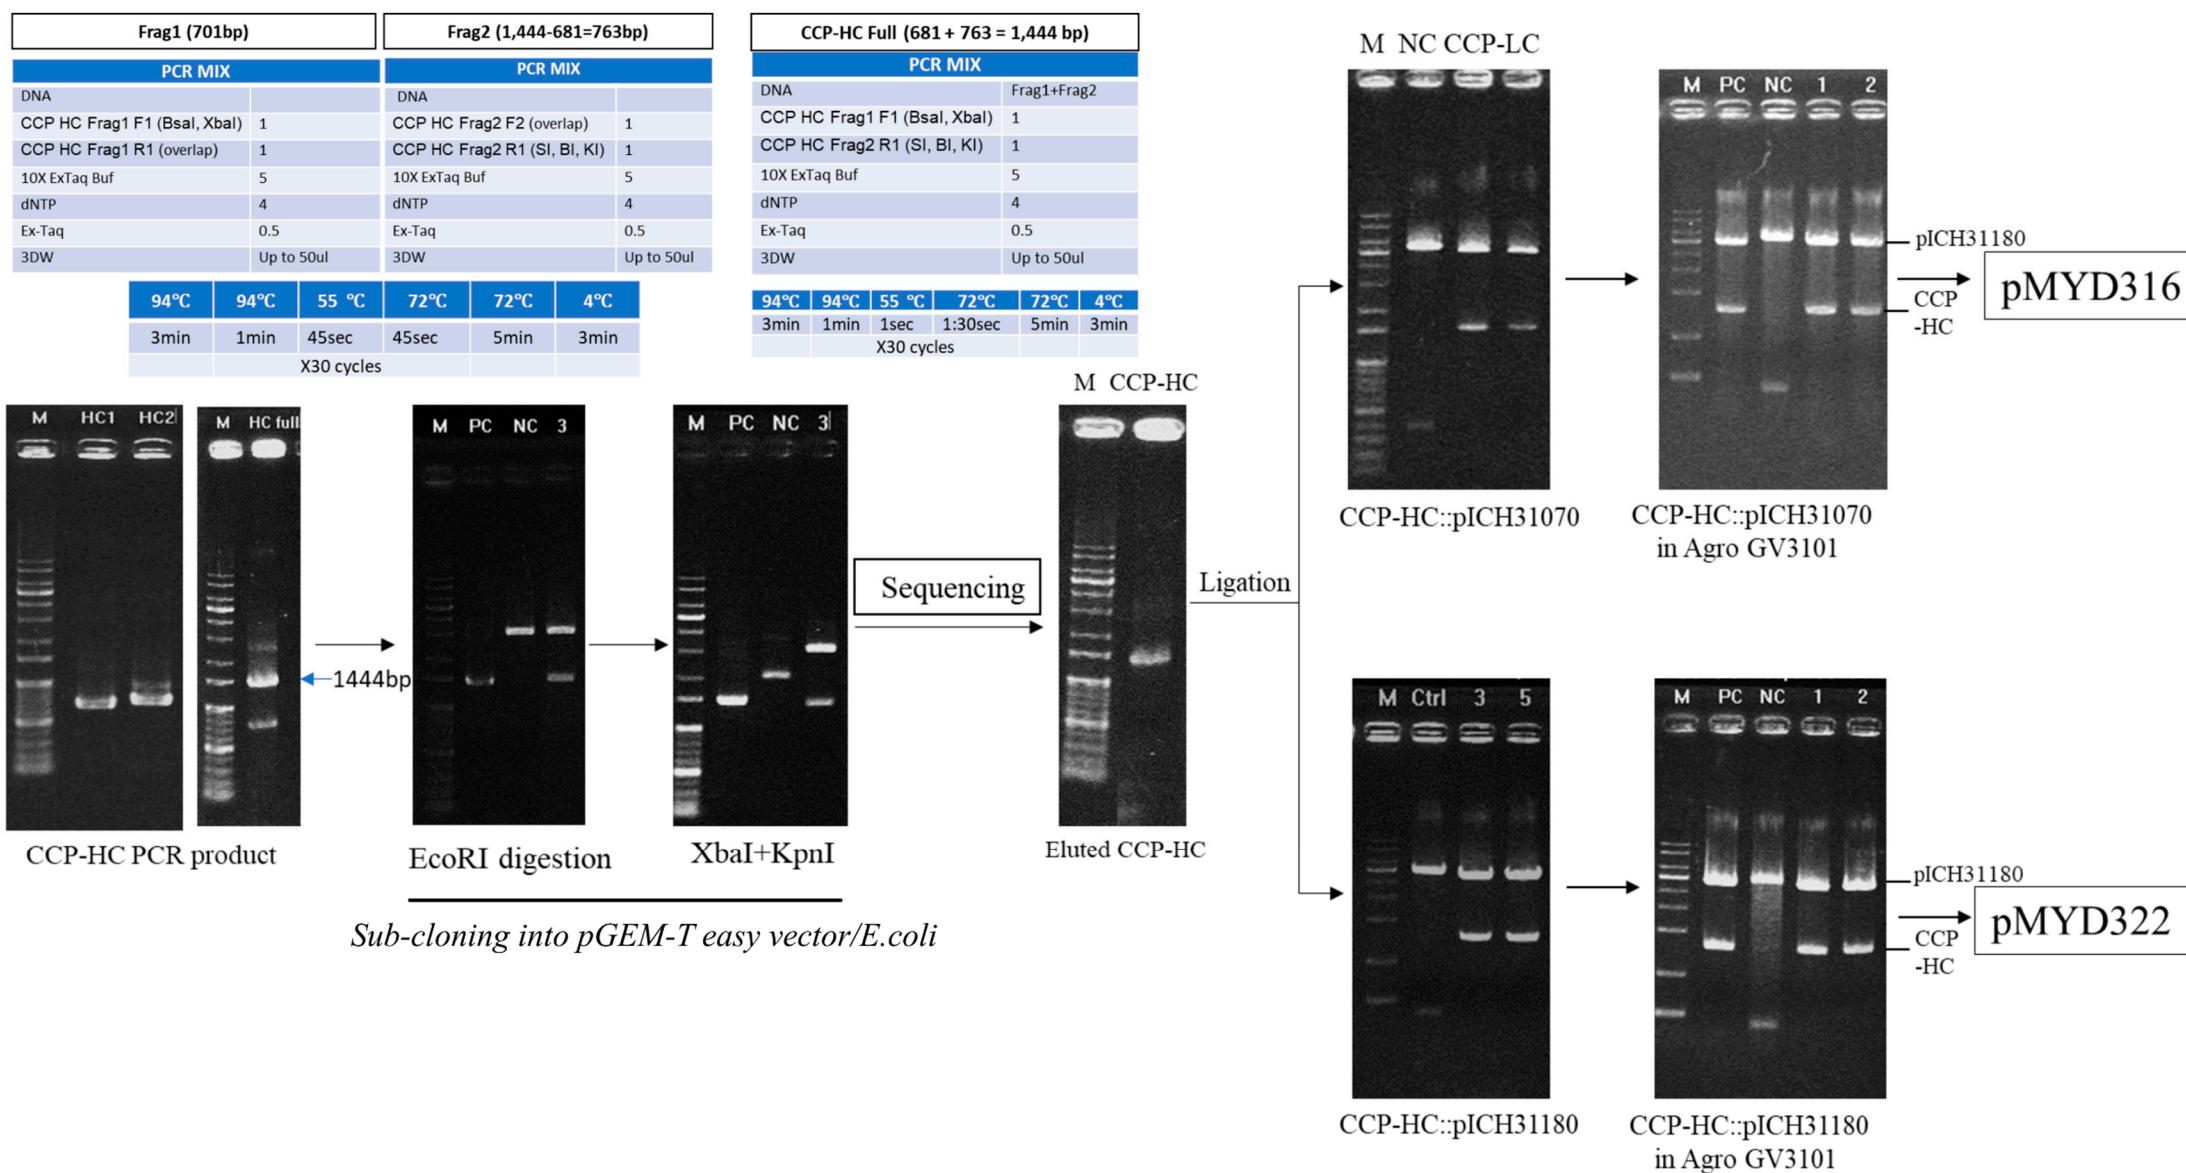 Frag1 (701bp)
PCR MIX
DNA
CCP HC Frag1 F1 (BsaI, XbaI) 1
CCP HC Frag1 R1 (overlap) 1
10X ExTaq Buf 5
dNTP 4
Ex-Taq 0.5
3DW Up to 50ul
Frag2 (1,444-681=763bp)
PCR MIX
DNA
CCP HC Frag2 F2 (overlap) 1
CCP HC Frag2 R1 (SI, BI, KI) 1
10X ExTaq Buf 5
dNTP 4
Ex-Taq 0.5
3DW Up to 50ul
94°C 94°C 55 °C 72°C 72°C 4°C
3min 1min 45sec 45sec 5min 3min
X30 cycles
CCP-HC Full (681 + 763 = 1,444 bp)
PCR MIX
DNA Frag1+Frag2
CCP HC Frag1 F1 (BsaI, XbaI) 1
CCP HC Frag2 R1 (SI, BI, KI) 1
10X ExTaq Buf 5
dNTP 4
Ex-Taq 0.5
3DW Up to 50ul
94°C 94°C 55 °C 72°C 72°C 4°C
3min 1min 1sec 1:30sec 5min 3min
X30 cycles
M HC1 HC2
M HC full
1444bp
CCP-HC PCR product
M PC NC 3
EcoRI digestion
M PC NC 3
XbaI+KpnI
Sub-cloning into pGEM-T easy vector/E.coli
Sequencing
M CCP-HC
Eluted CCP-HC
Ligation
M NC CCP-LC
CCP-HC::pICH31070
M PC NC 1 2
pICH31180
CCP
-HC
pMYD316
CCP-HC::pICH31070
in Agro GV3101
M Ctrl 3 5
CCP-HC::pICH31180
M PC NC 1 2
pICH31180
CCP
-HC
pMYD322
CCP-HC::pICH31180
in Agro GV3101